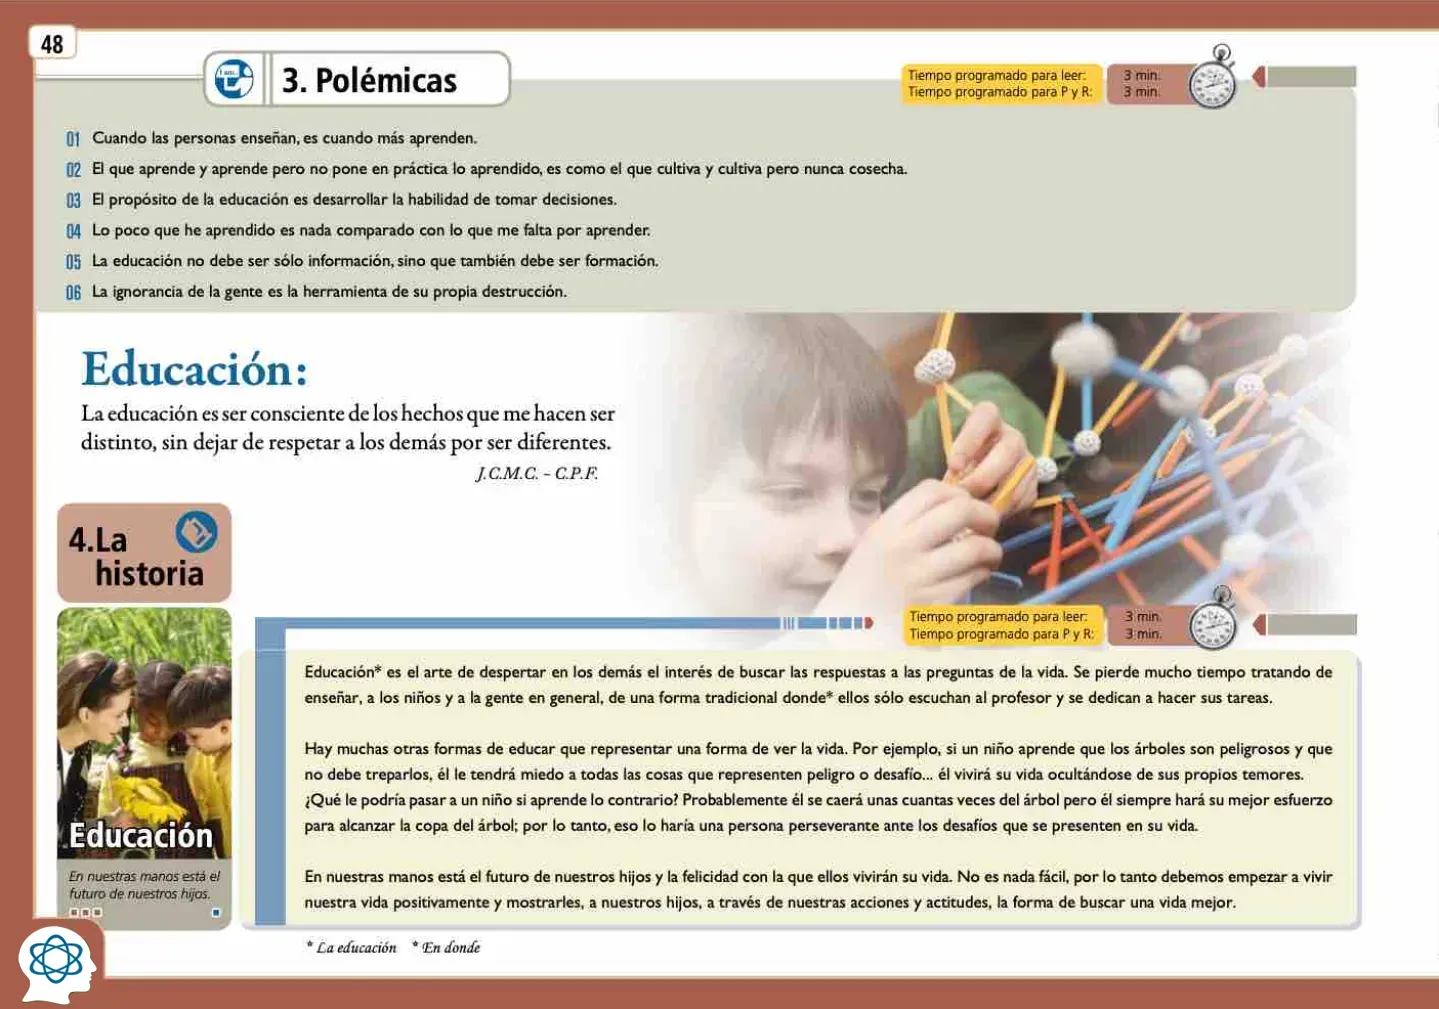 48
3. Polémicas
Tiempo programado para leer: 3 min.
Tiempo programado para P y R: 3 min.
01 Cuando las personas enseñan, es cuando más aprenden.
02 El que aprende y aprende pero no pone en práctica lo aprendido, es como el que cultiva y cultiva pero nunca cosecha.
03 El propósito de la educación es desarrollar la habilidad de tomar decisiones.
04 Lo poco que he aprendido es nada comparado con lo que me falta por aprender.
05 La educación no debe ser sólo información, sino que también debe ser formación.
06 La ignorancia de la gente es la herramienta de su propia destrucción.
Educación:
La educación es ser consciente de los hechos que me hacen ser
distinto, sin dejar de respetar a los demás por ser diferentes.
J.C.M.C. - C.P.F.
4. La
historia
Educación
En nuestras manos está el
futuro de nuestros hijos.
Tiempo programado para leer: 3 min.
Tiempo programado para P y R: 3 min.
Educación* es el arte de despertar en los demás el interés de buscar las respuestas a las preguntas de la vida. Se pierde mucho tiempo tratando de
enseñar, a los niños y a la gente en general, de una forma tradicional donde* ellos sólo escuchan al profesor y se dedican a hacer sus tareas.
Hay muchas otras formas de educar que representar una forma de ver la vida. Por ejemplo, si un niño aprende que los árboles son peligrosos y que
no debe treparlos, él le tendrá miedo a todas las cosas que representen peligro o desafío... él vivirá su vida ocultándose de sus propios temores.
¿Qué le podría pasar a un niño si aprende lo contrario? Probablemente él se caerá unas cuantas veces del árbol pero él siempre hará su mejor esfuerzo
para alcanzar la copa del árbol; por lo tanto, eso lo haría una persona perseverante ante los desafíos que se presenten en su vida.
En nuestras manos está el futuro de nuestros hijos y la felicidad con la que ellos vivirán su vida. No es nada fácil, por lo tanto debemos empezar a vivir
nuestra vida positivamente y mostrarles, a nuestros hijos, a través de nuestras acciones y actitudes, la forma de buscar una vida mejor.
* La educación * En donde